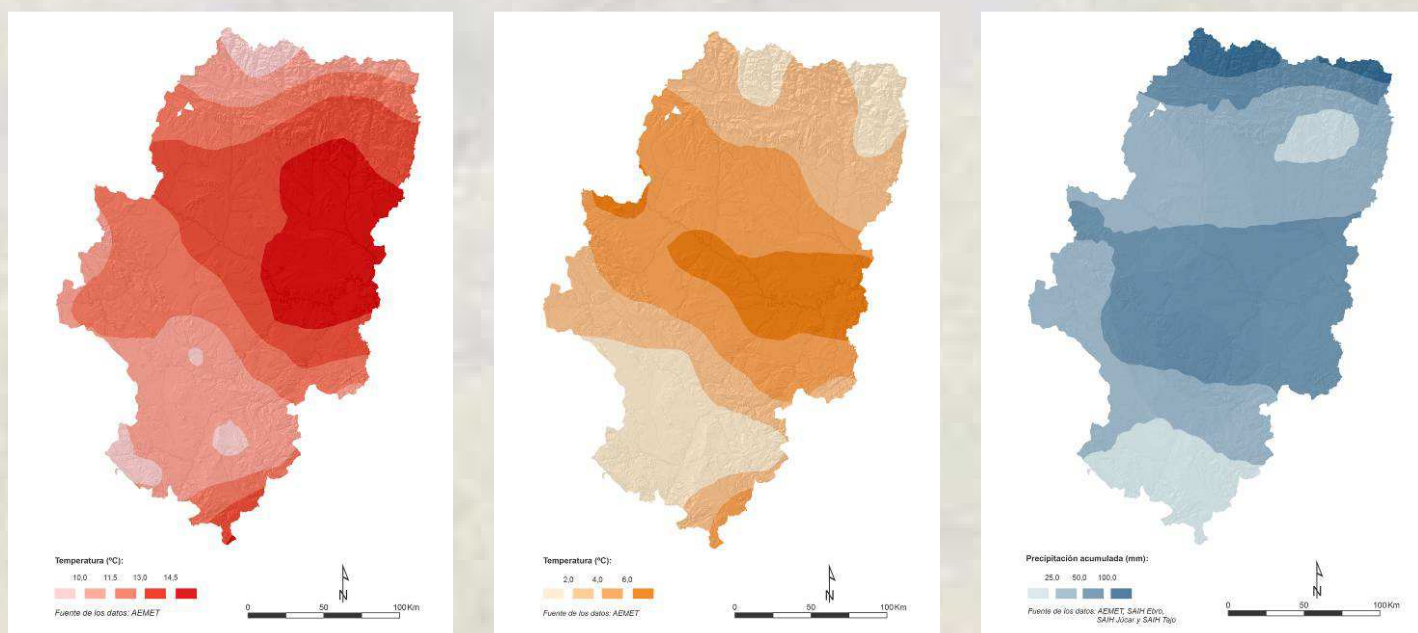 Temperatura (ºC):
10,0 11,5 13,0 14,5
Fuente de los datos: AEMET
0 50 100Km
Temperatura (ºC):
2,0 4,0 6,0
Fuente de los datos: AEMET
0 50 100Km
Precipitación acumulada (mm):
25,0 50,0 100,0
Fuente de los datos: AEMET, SAIH Ebro,
SAIH Júcar y SAIH Tajo
0 50 100Km